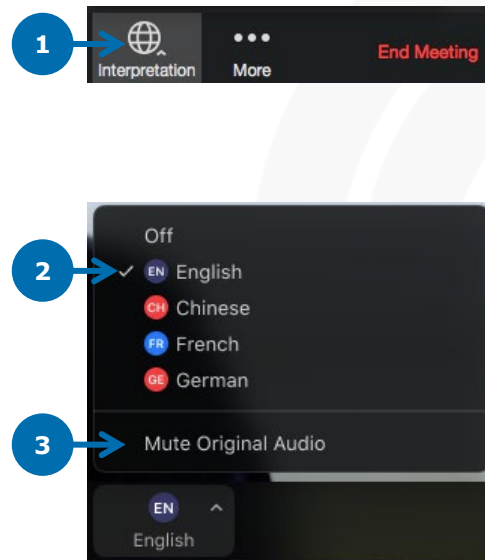 1
Interpretation
More
End Meeting
Off
2
EN English
CH Chinese
FR French
GE German
3
Mute Original Audio
EN
English